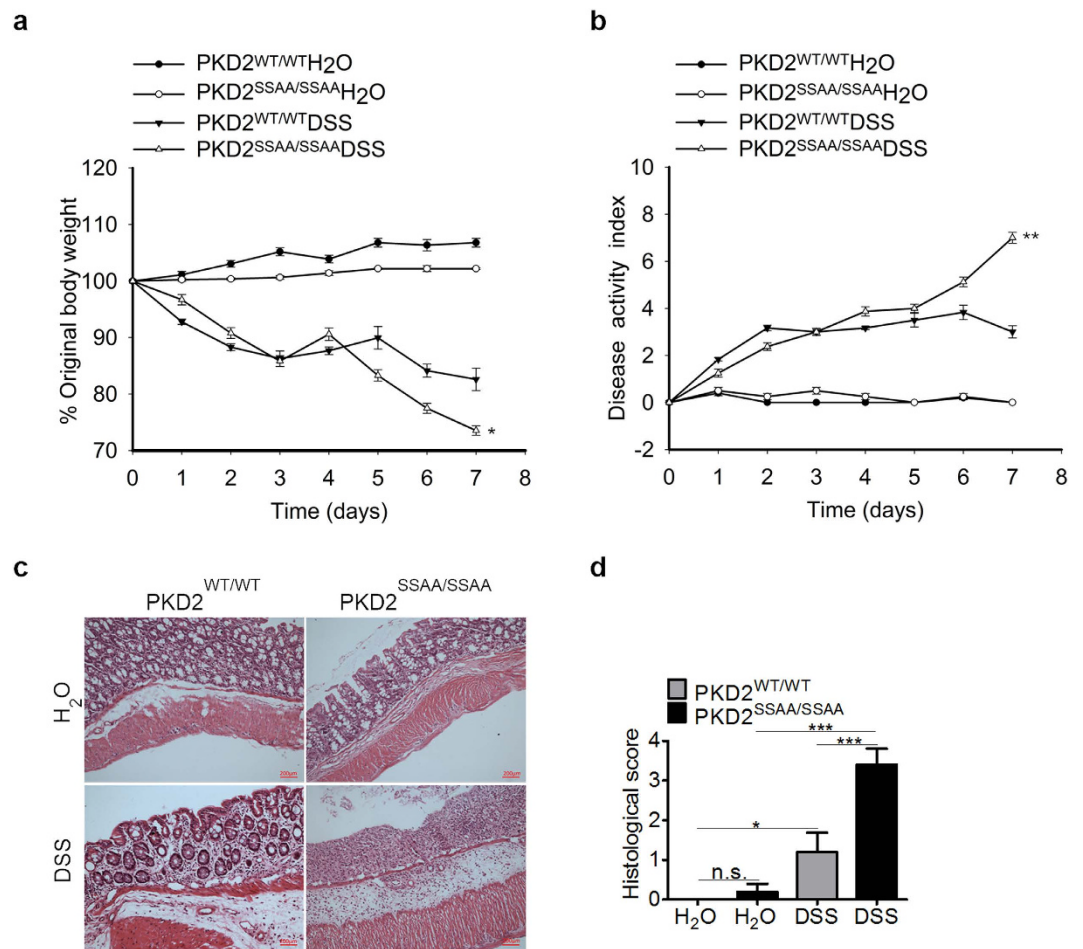 a
PKD2WT/WTH2O
PKD2SSAA/SSAAH2O
PKD2WT/WTDSS
PKD2SSAA/SSAADSS
120
110
100
90
80
70
% Original body weight
*
0 1 2 3 4 5 6 7 8
Time (days)
b
PKD2WT/WTH2O
PKD2SSAA/SSAAH2O
PKD2WT/WTDSS
PKD2SSAA/SSAADSS
10
8
6
4
2
0
-2
Disease activity index
**
0 1 2 3 4 5 6 7 8
Time (days)
c
PKD2WT/WT PKD2SSAA/SSAA
H2O
DSS
200µm 200µm
d
PKD2WT/WT
PKD2SSAA/SSAA
***
***
*
n.s.
4
3
2
1
0
Histological score
H2O H2O DSS DSS